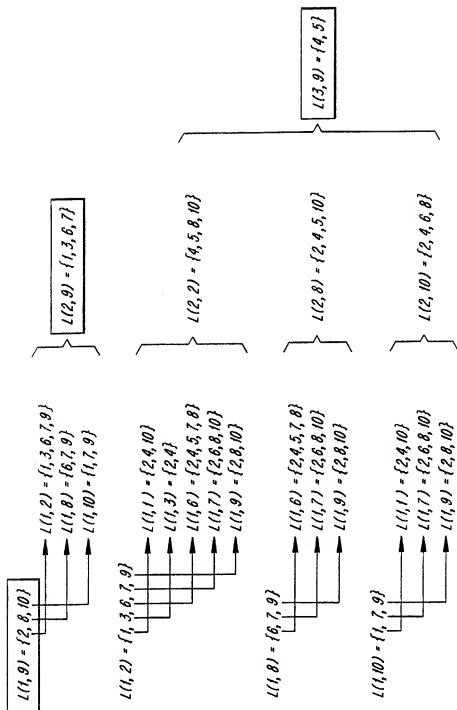 L(1,9) = {2,8,10}
L(1,2) = {1,3,6,7,9}
L(1,8) = {6,7,9}
L(1,10) = {1,7,9}
L(2,9) = {1,3,6,7}
L(1,2) = {1,3,6,7,9}
L(1,1) = {2,4,10}
L(1,3) = {2,4}
L(1,6) = {2,4,5,7,8}
L(1,7) = {2,6,8,10}
L(1,9) = {2,8,10}
L(2,2) = {4,5,8,10}
L(1,8) = {6,7,9}
L(1,6) = {2,4,5,7,8}
L(1,7) = {2,6,8,10}
L(1,9) = {2,8,10}
L(2,8) = {2,4,5,10}
L(1,10) = {1,7,9}
L(1,1) = {2,4,10}
L(1,7) = {2,6,8,10}
L(1,9) = {2,8,10}
L(2,10) = {2,4,6,8}
L(3,9) = {4,5}